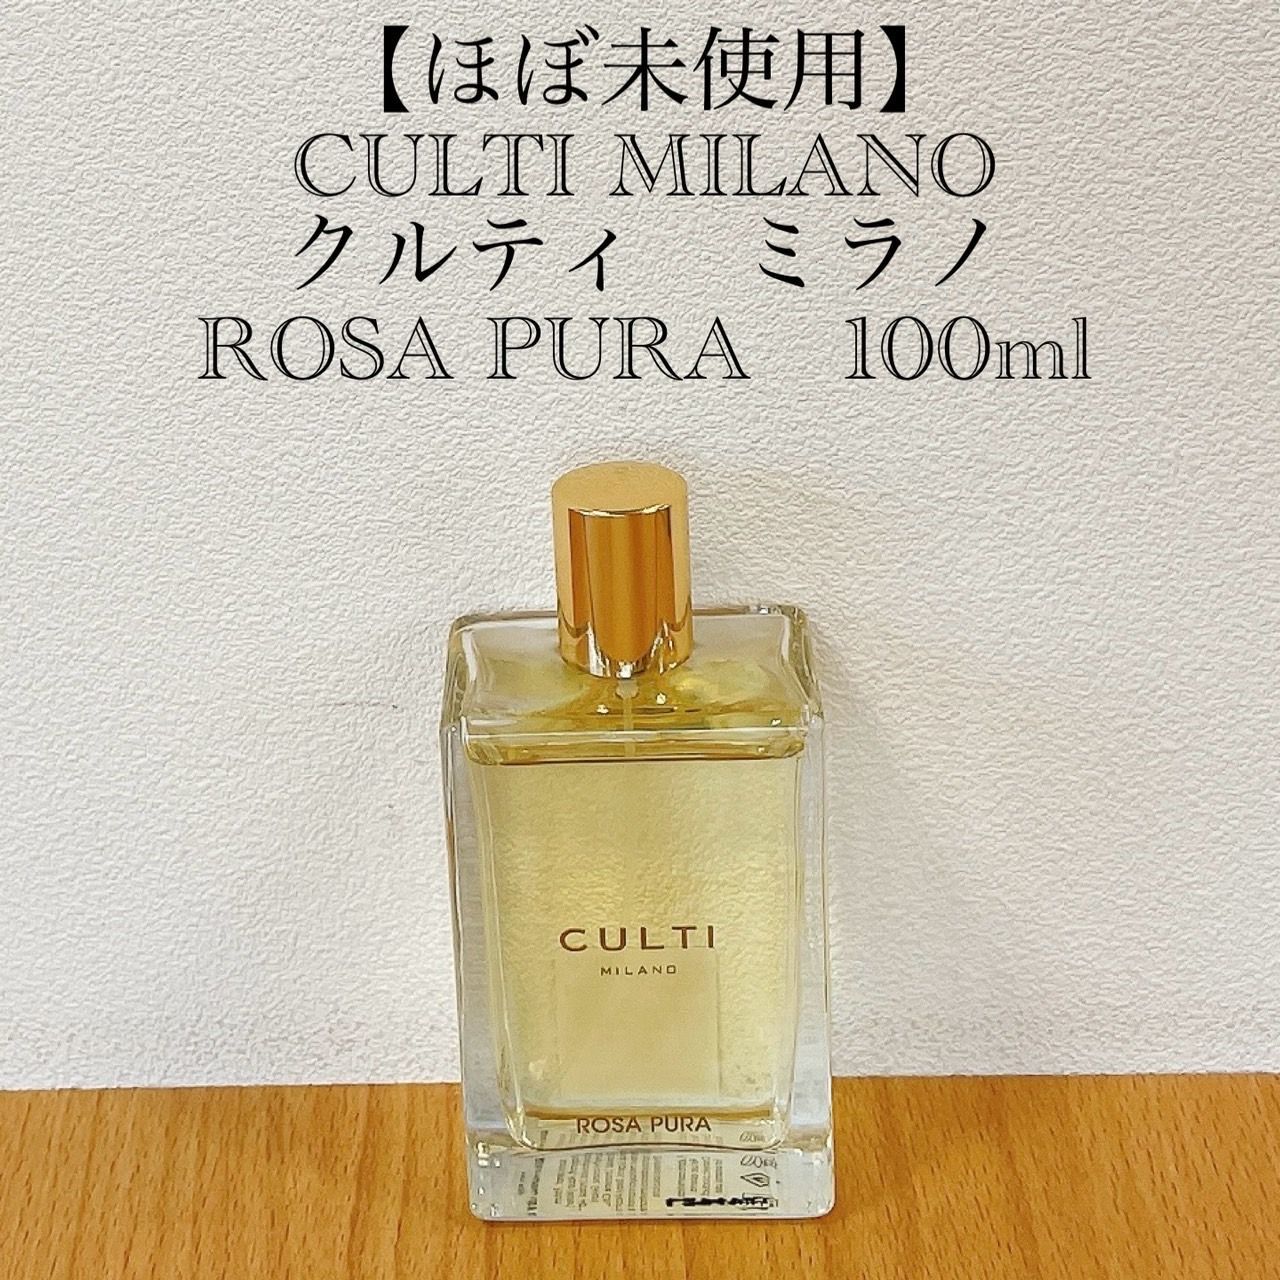 【ほぼ未使用】
CULTI MILANO
クルティ　ミラノ
ROSA PURA　100ml
CULTI
MILANO
ROSA PURA